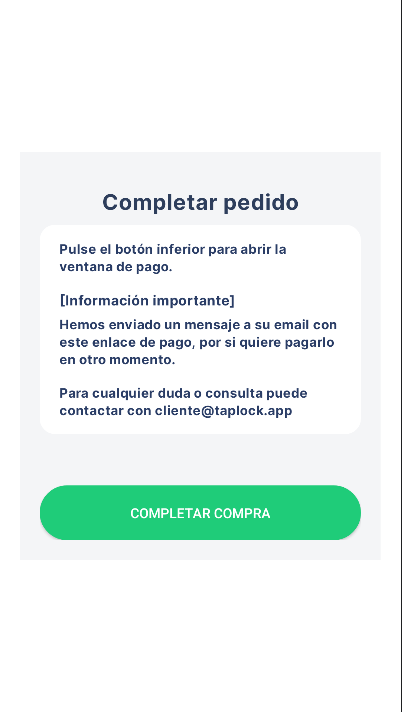 Completar pedido
Pulse el botón inferior para abrir la
ventana de pago.
[Información importante]
Hemos enviado un mensaje a su email con
este enlace de pago, por si quiere pagarlo
en otro momento.
Para cualquier duda o consulta puede
contactar con cliente@taplock.app
COMPLETAR COMPRA